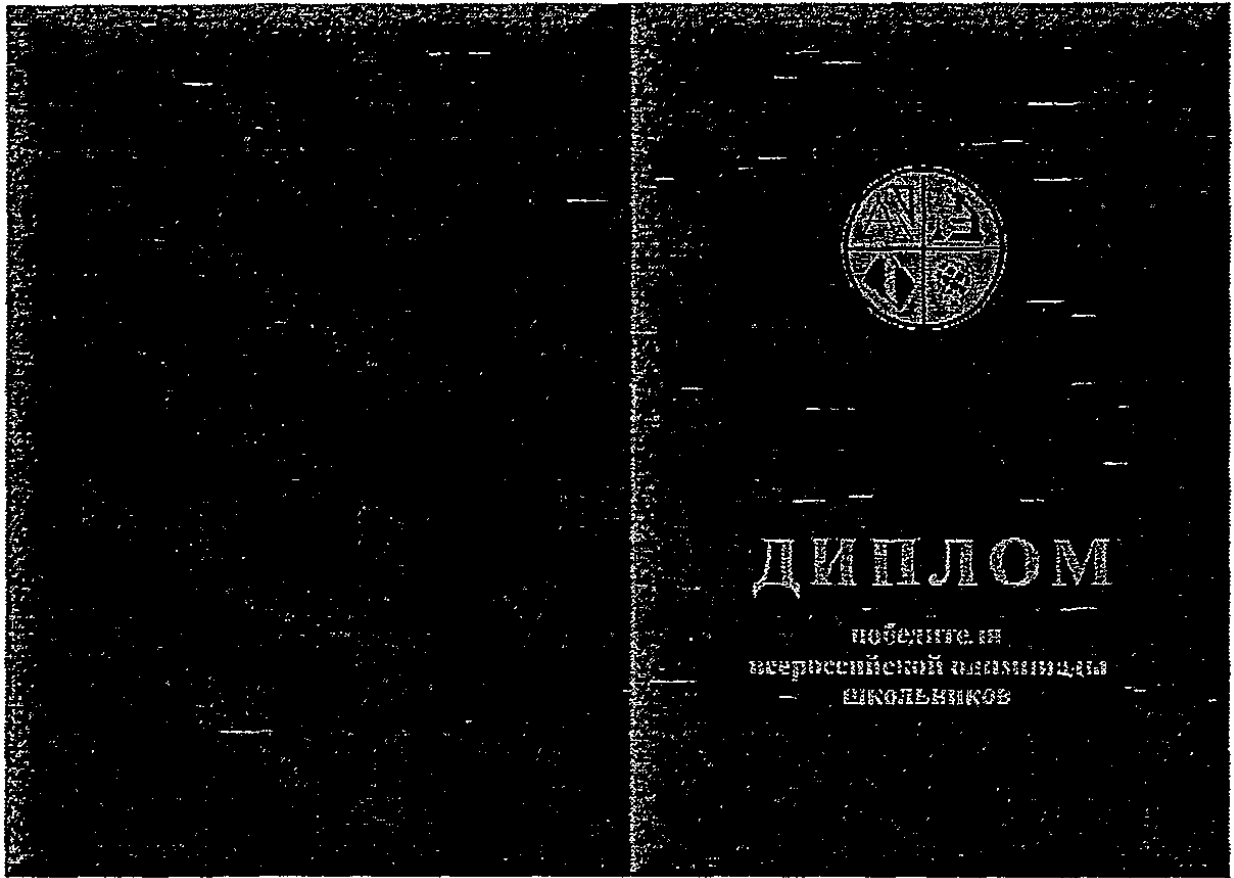 ДИПЛОМ
победителя
всероссийской олимпиады
школьников